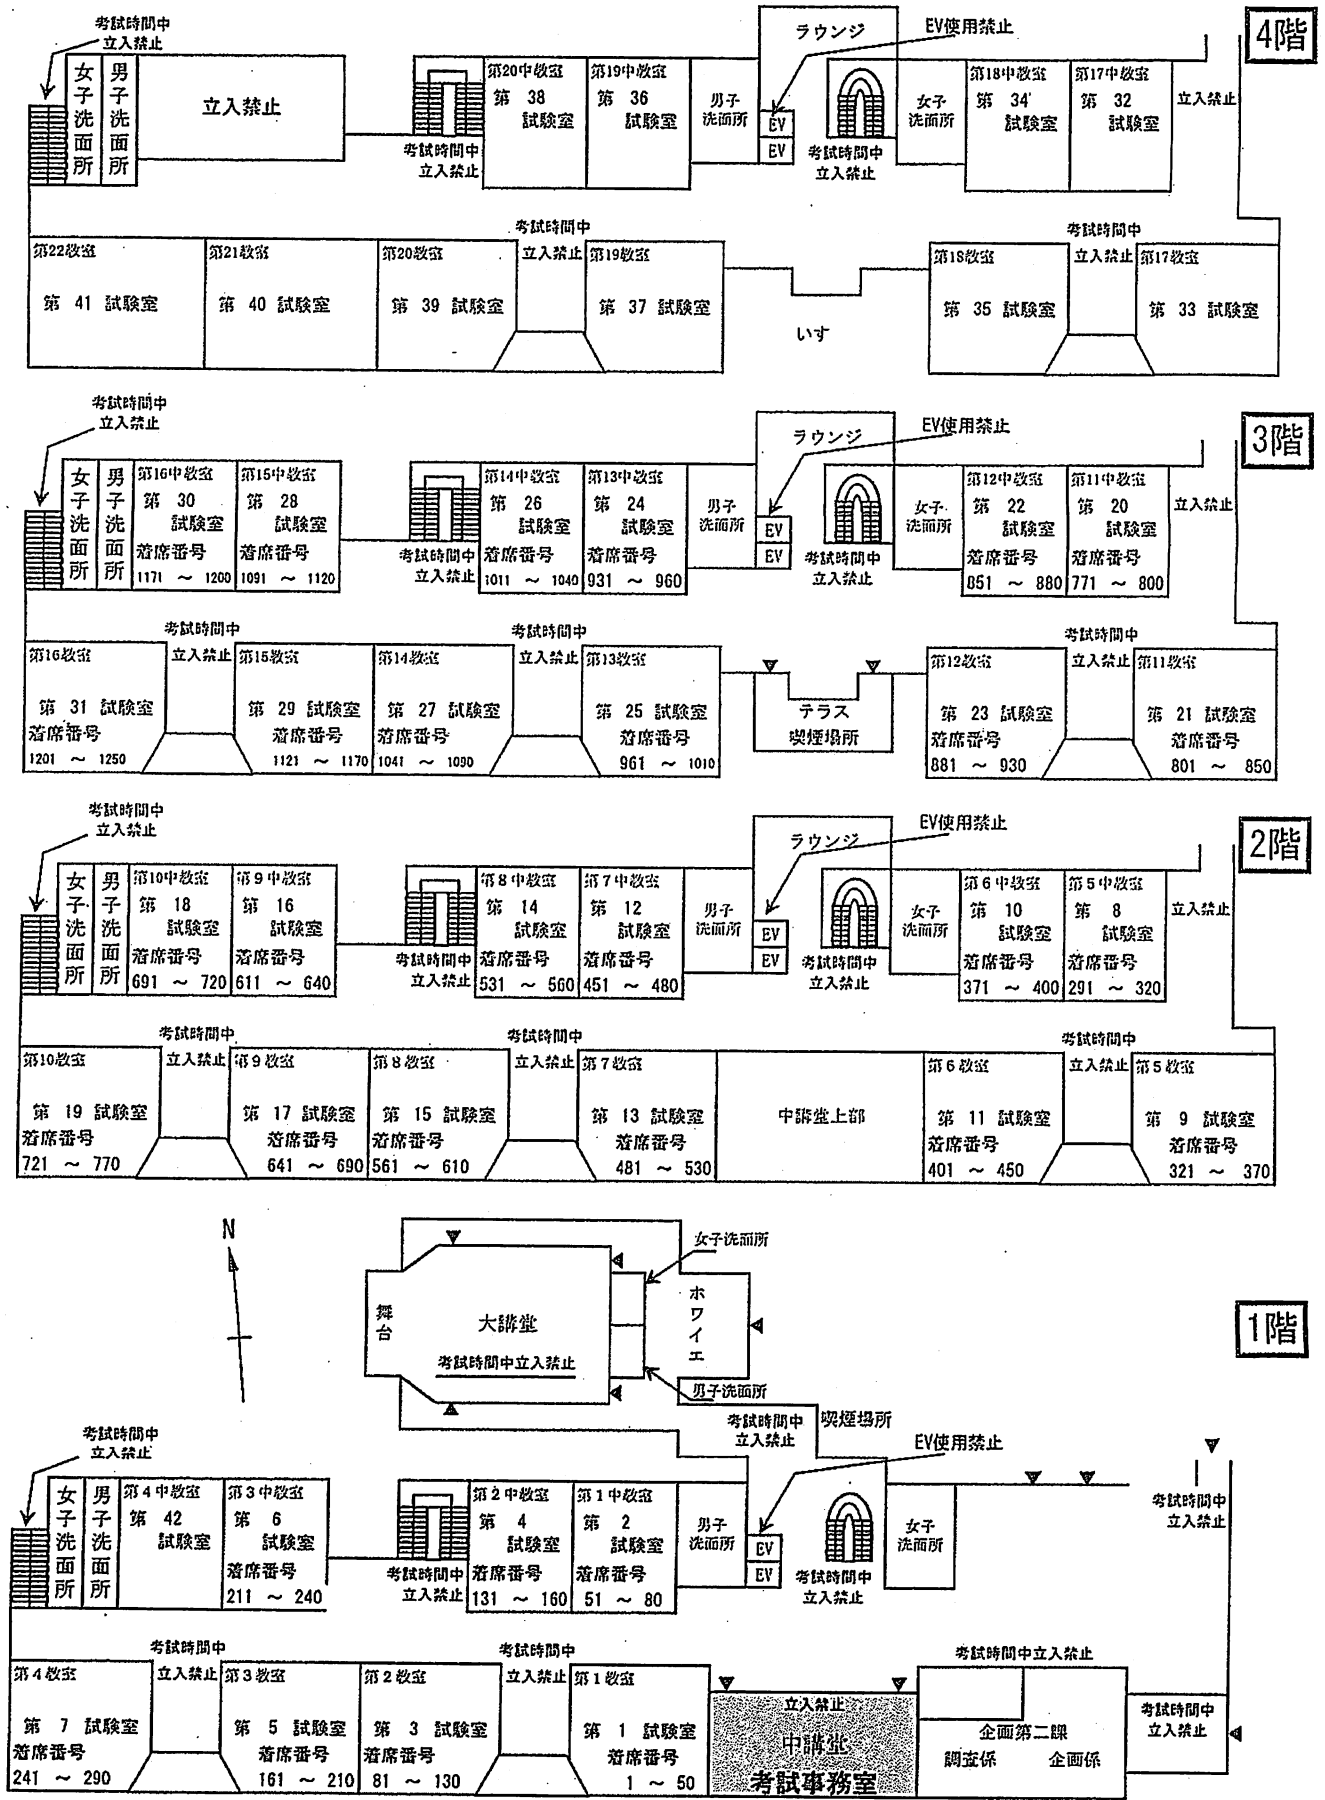 4階
考試時間中
立入禁止
女子洗面所
男子洗面所
立入禁止
考試時間中
立入禁止
第20中教室
第 38
試験室
第19中教室
第 36
試験室
男子
洗面所
ラウンジ
EV使用禁止
EV
EV
考試時間中
立入禁止
女子
洗面所
第18中教室
第 34
試験室
第17中教室
第 32
試験室
立入禁止
第22教室
第 41 試験室
第21教室
第 40 試験室
第20教室
第 39 試験室
考試時間中
立入禁止
第19教室
第 37 試験室
いす
第18教室
第 35 試験室
考試時間中
立入禁止
第17教室
第 33 試験室
3階
考試時間中
立入禁止
女子洗面所
男子洗面所
第16中教室
第 30
試験室
着席番号
1171 ~ 1200
第15中教室
第 28
試験室
着席番号
1091 ~ 1120
考試時間中
立入禁止
第14中教室
第 26
試験室
着席番号
1011 ~ 1040
第13中教室
第 24
試験室
着席番号
931 ~ 960
男子
洗面所
ラウンジ
EV使用禁止
EV
EV
考試時間中
立入禁止
女子
洗面所
第12中教室
第 22
試験室
着席番号
851 ~ 880
第11中教室
第 20
試験室
着席番号
771 ~ 800
立入禁止
第16教室
第 31 試験室
着席番号
1201 ~ 1250
考試時間中
立入禁止
第15教室
第 29 試験室
着席番号
1121 ~ 1170
第14教室
第 27 試験室
着席番号
1041 ~ 1090
考試時間中
立入禁止
第13教室
第 25 試験室
着席番号
961 ~ 1010
テラス
喫煙場所
第12教室
第 23 試験室
着席番号
881 ~ 930
考試時間中
立入禁止
第11教室
第 21 試験室
着席番号
801 ~ 850
2階
考試時間中
立入禁止
女子洗面所
男子洗面所
第10中教室
第 18
試験室
着席番号
691 ~ 720
第9中教室
第 16
試験室
着席番号
611 ~ 640
考試時間中
立入禁止
第8中教室
第 14
試験室
着席番号
531 ~ 560
第7中教室
第 12
試験室
着席番号
451 ~ 480
男子
洗面所
ラウンジ
EV使用禁止
EV
EV
考試時間中
立入禁止
女子
洗面所
第6中教室
第 10
試験室
着席番号
371 ~ 400
第5中教室
第 8
試験室
着席番号
291 ~ 320
立入禁止
第10教室
第 19 試験室
着席番号
721 ~ 770
考試時間中
立入禁止
第9教室
第 17 試験室
着席番号
641 ~ 690
第8教室
第 15 試験室
着席番号
561 ~ 610
考試時間中
立入禁止
第7教室
第 13 試験室
着席番号
481 ~ 530
中講堂上部
第6教室
第 11 試験室
着席番号
401 ~ 450
考試時間中
立入禁止
第5教室
第 9 試験室
着席番号
321 ~ 370
1階
N
舞台
大講堂
考試時間中立入禁止
女子洗面所
ホワイエ
男子洗面所
考試時間中
立入禁止
喫煙場所
EV使用禁止
考試時間中
立入禁止
女子洗面所
男子洗面所
第4中教室
第 42
試験室
第3中教室
第 6
試験室
着席番号
211 ~ 240
考試時間中
立入禁止
第2中教室
第 4
試験室
着席番号
131 ~ 160
第1中教室
第 2
試験室
着席番号
51 ~ 80
男子
洗面所
EV
EV
考試時間中
立入禁止
女子
洗面所
考試時間中
立入禁止
第4教室
第 7 試験室
着席番号
241 ~ 290
考試時間中
立入禁止
第3教室
第 5 試験室
着席番号
161 ~ 210
第2教室
第 3 試験室
着席番号
81 ~ 130
考試時間中
立入禁止
第1教室
第 1 試験室
着席番号
1 ~ 50
立入禁止
中講堂
考試事務室
考試時間中立入禁止
企画第二課
調査係 企画係
考試時間中
立入禁止